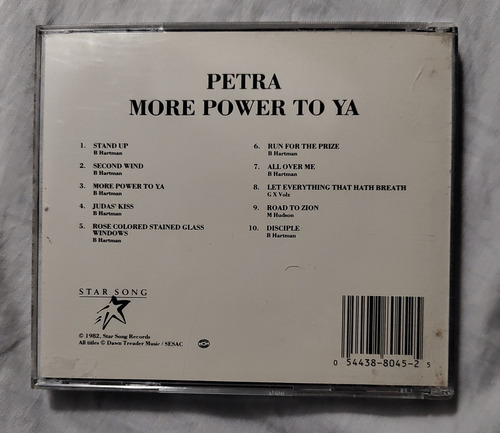 PETRA
MORE POWER TO YA
1. STAND UP
B Hartman
2. SECOND WIND
B Hartman
3. MORE POWER TO YA
B Hartman
4. JUDAS' KISS
B Hartman
5. ROSE COLORED STAINED GLASS
WINDOWS
B Hartman
6. RUN FOR THE PRIZE
B Hartman
7. ALL OVER ME
B Hartman
8. LET EVERYTHING THAT HATH BREATH
G X Volz
9. ROAD TO ZION
M Hudson
10. DISCIPLE
B Hartman
STAR SONG
© 1982, Star Song Records
All titles © Dawn Treader Music / SESAC
0 54438-8045-2 5